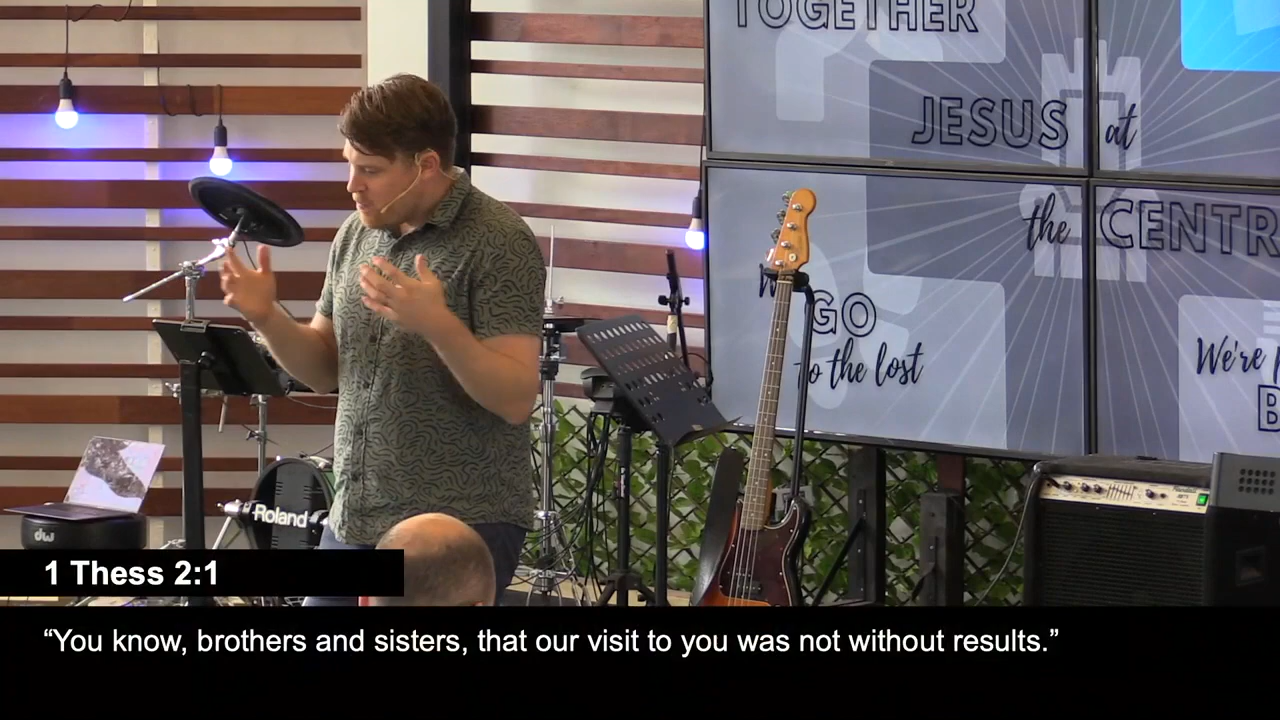 TOGETHER
JESUS at
the CENTR
GO
to the lost
We're
B
Roland
dw
1 Thess 2:1
“You know, brothers and sisters, that our visit to you was not without results.”